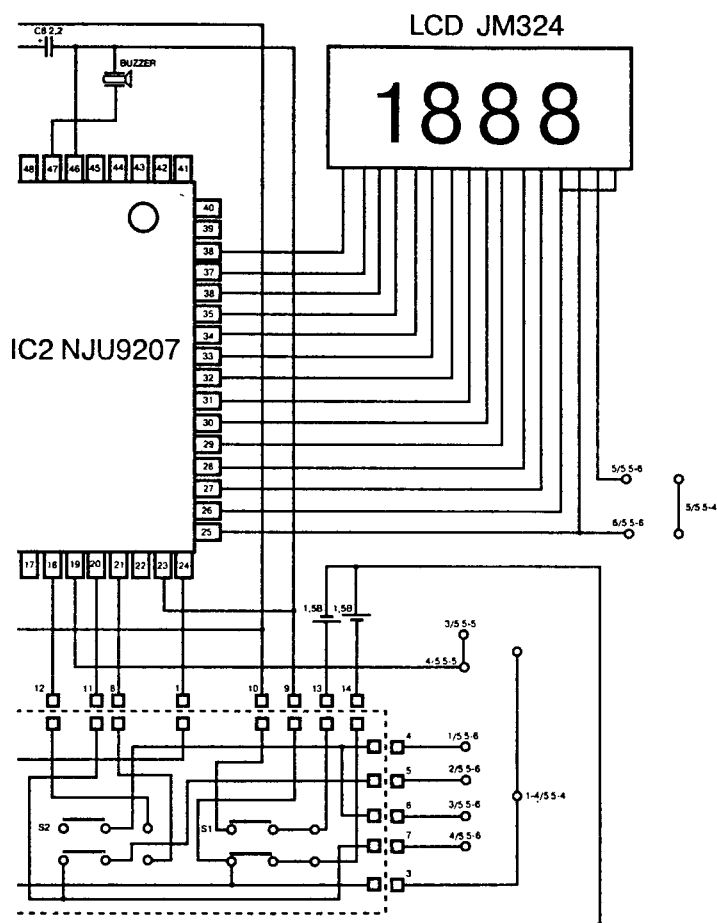 LCD JM324
C8 2,2
+
BUZZER
1888
48 47 46 45 44 43 42 41
40
39
38
37
38
35
34
33
32
31
30
29
28
27
26
25
IC2 NJU9207
17 18 19 20 21 22 23 24
5/5 5-6
5/5 5-4
6/5 5-6
1,5В 1,5В
3/5 5-5
4/5 5-5
12 11 8 1 10 9 13 14
4 1/5 5-6
5 2/5 5-6
1-4/5 5-4
6 3/5 5-6
S2 S1
7 4/5 5-6
3